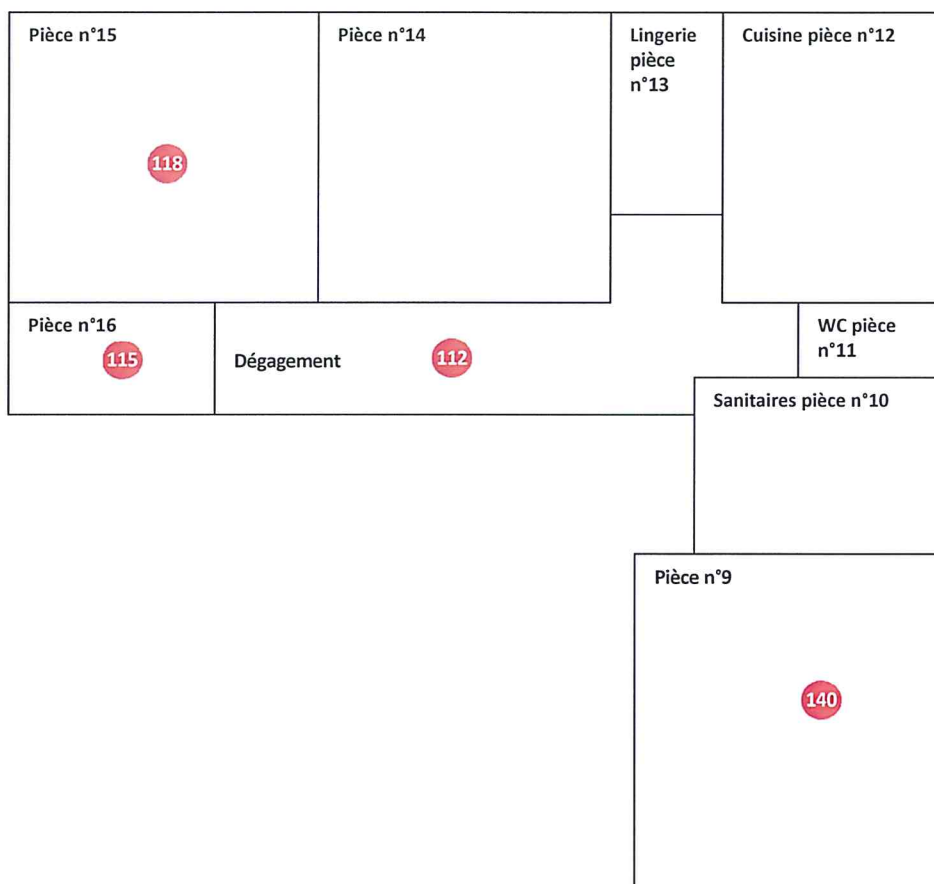 Pièce n°15
Pièce n°14
Lingerie
pièce
n°13
Cuisine pièce n°12
118
Pièce n°16
115
Dégagement
112
WC pièce
n°11
Sanitaires pièce n°10
Pièce n°9
140